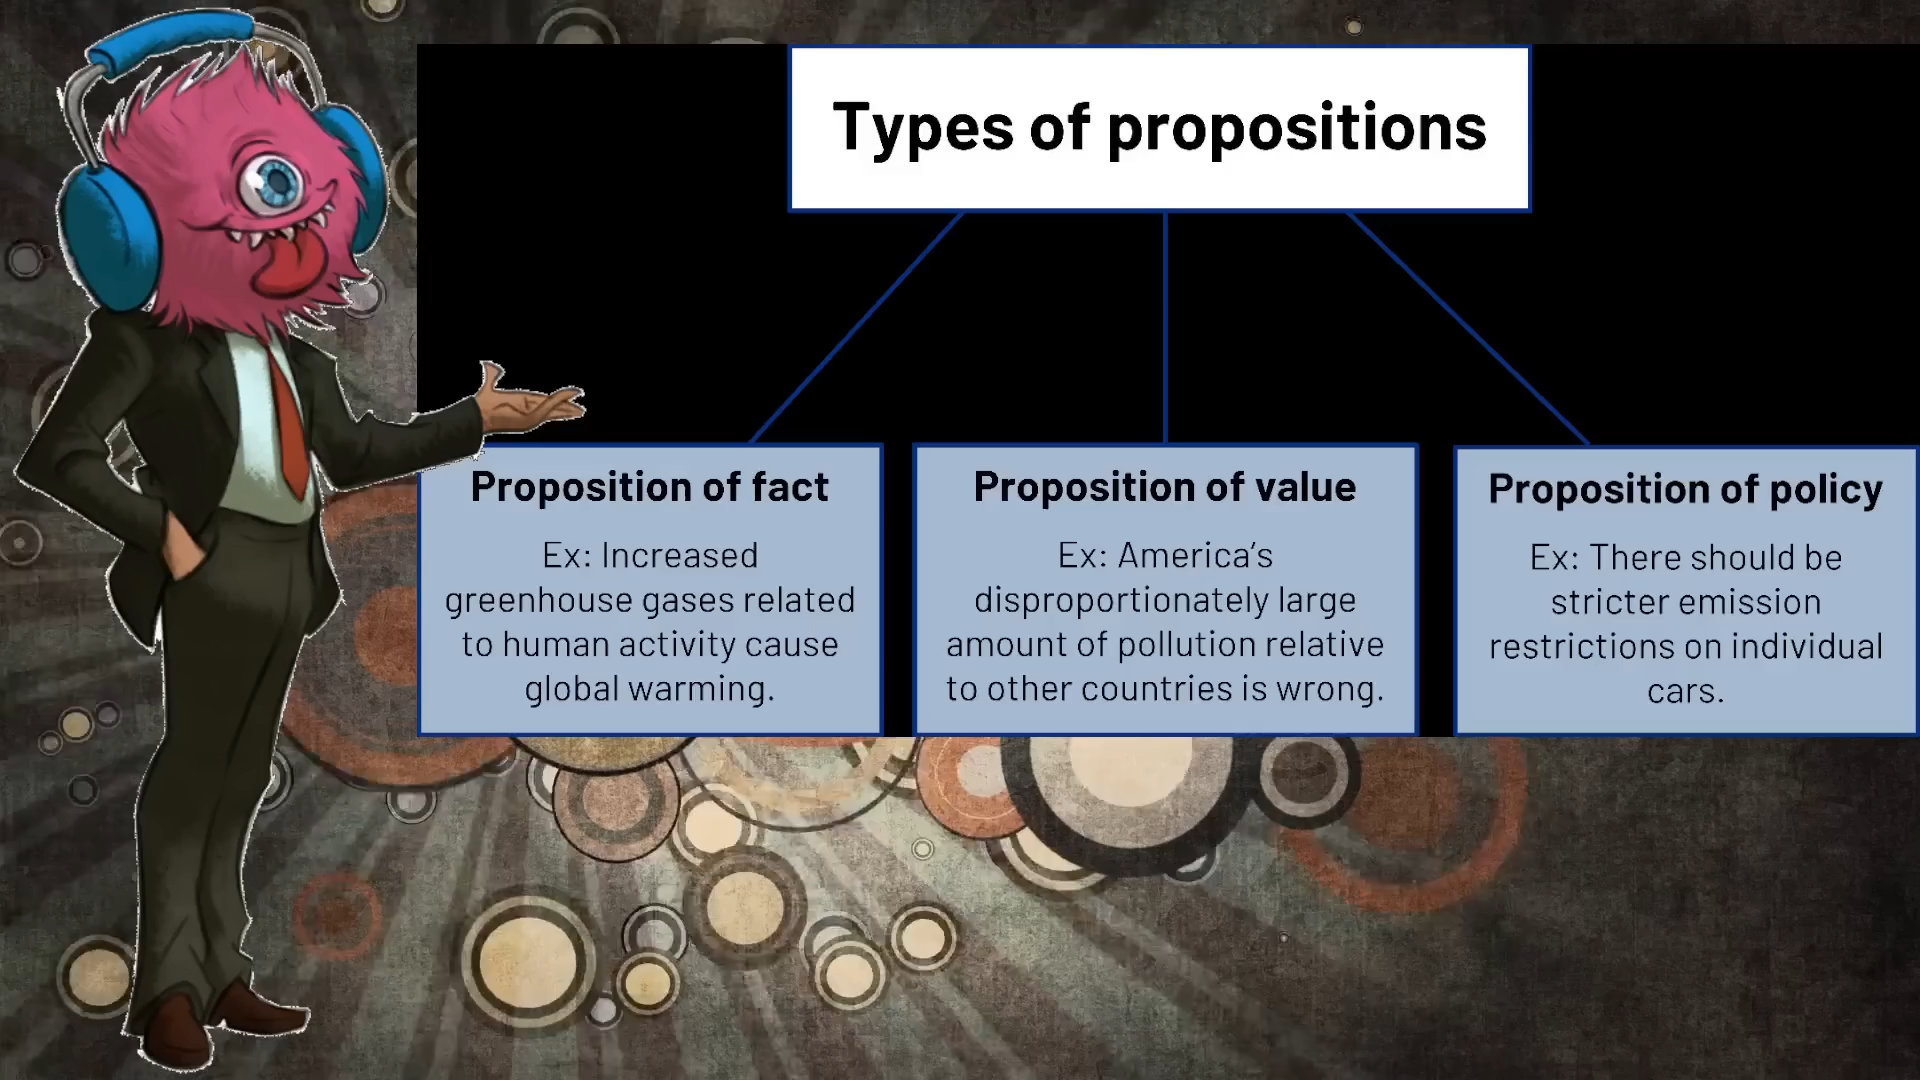 Types of propositions
Proposition of fact
Ex: Increased
greenhouse gases related
to human activity cause
global warming.
Proposition of value
Ex: America’s
disproportionately large
amount of pollution relative
to other countries is wrong.
Proposition of policy
Ex: There should be
stricter emission
restrictions on individual
cars.